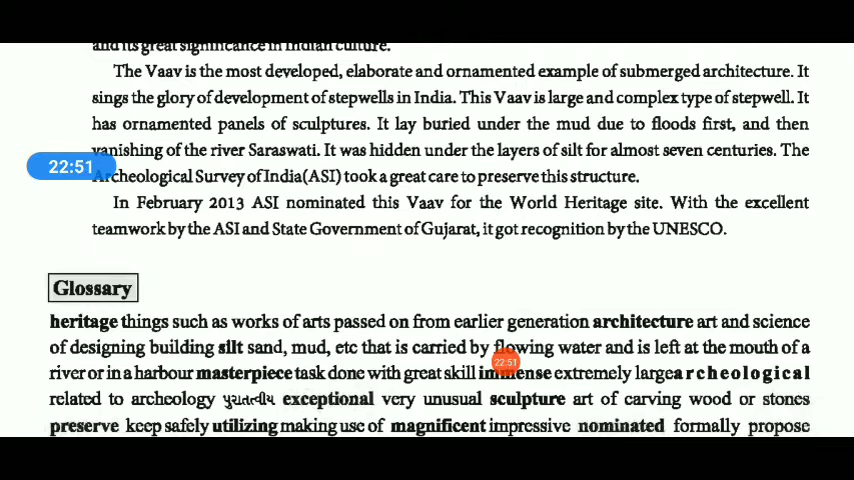 and its great significance in Indian culture.
The Vaav is the most developed, elaborate and ornamented example of submerged architecture. It
sings the glory of development of stepwells in India. This Vaav is large and complex type of stepwell. It
has ornamented panels of sculptures. It lay buried under the mud due to floods first, and then
vanishing of the river Saraswati. It was hidden under the layers of silt for almost seven centuries. The
22:51
Archeological Survey of India(ASI) took a great care to preserve this structure.
In February 2013 ASI nominated this Vaav for the World Heritage site. With the excellent
teamwork by the ASI and State Government of Gujarat, it got recognition by the UNESCO.
Glossary
heritage things such as works of arts passed on from earlier generation architecture art and science
of designing building silt sand, mud, etc that is carried by flowing water and is left at the mouth of a
22:51
river or in a harbour masterpiece task done with great skill immense extremely large archeological
related to archeology પુરાતત્વીય exceptional very unusual sculpture art of carving wood or stones
preserve keep safely utilizing making use of magnificent impressive nominated formally propose